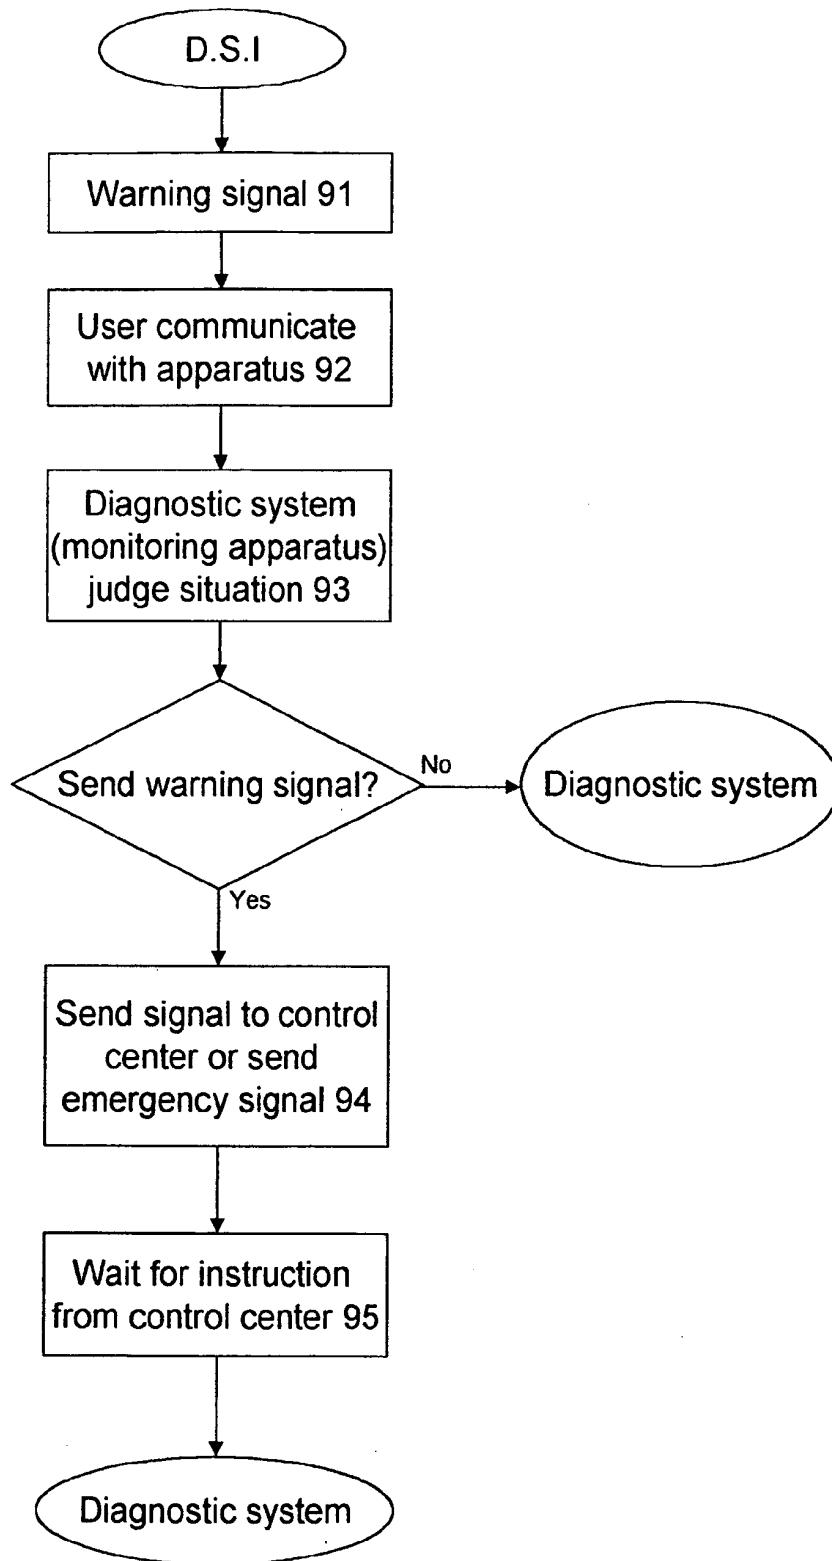 D.S.I
Warning signal 91
User communicate
with apparatus 92
Diagnostic system
(monitoring apparatus)
judge situation 93
Send warning signal?
No
Diagnostic system
Yes
Send signal to control
center or send
emergency signal 94
Wait for instruction
from control center 95
Diagnostic system